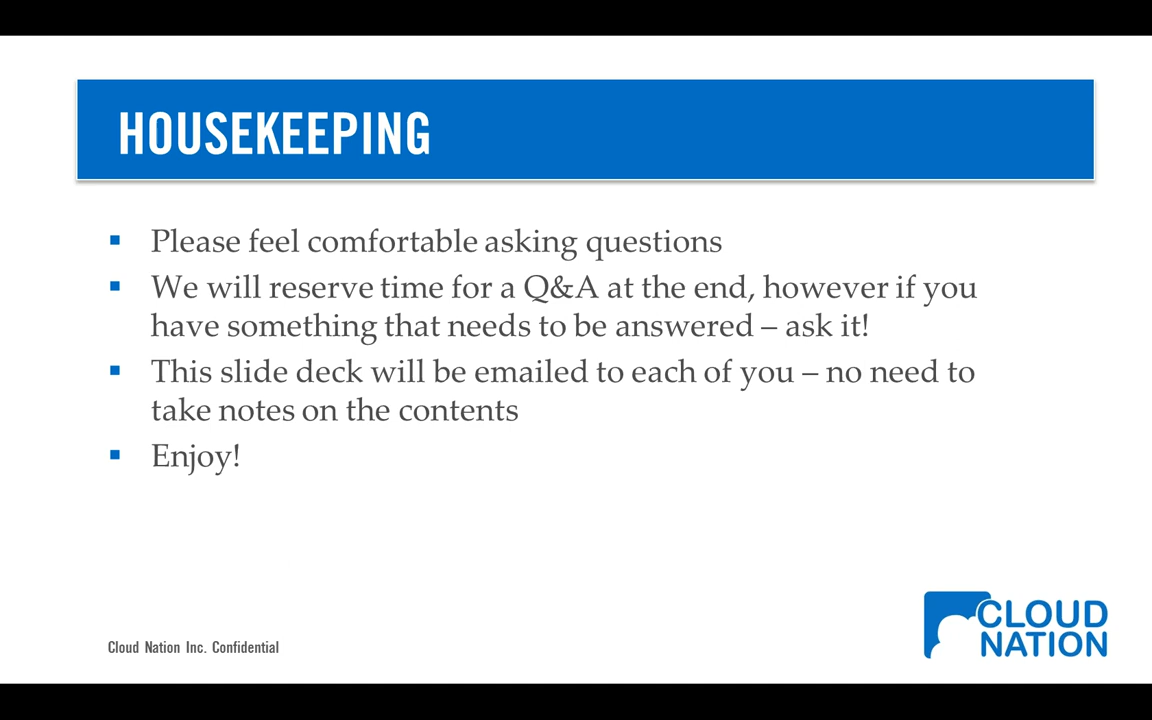 HOUSEKEEPING
▪ Please feel comfortable asking questions
▪ We will reserve time for a Q&A at the end, however if you
have something that needs to be answered – ask it!
▪ This slide deck will be emailed to each of you – no need to
take notes on the contents
▪ Enjoy!
Cloud Nation Inc. Confidential
CLOUD
NATION